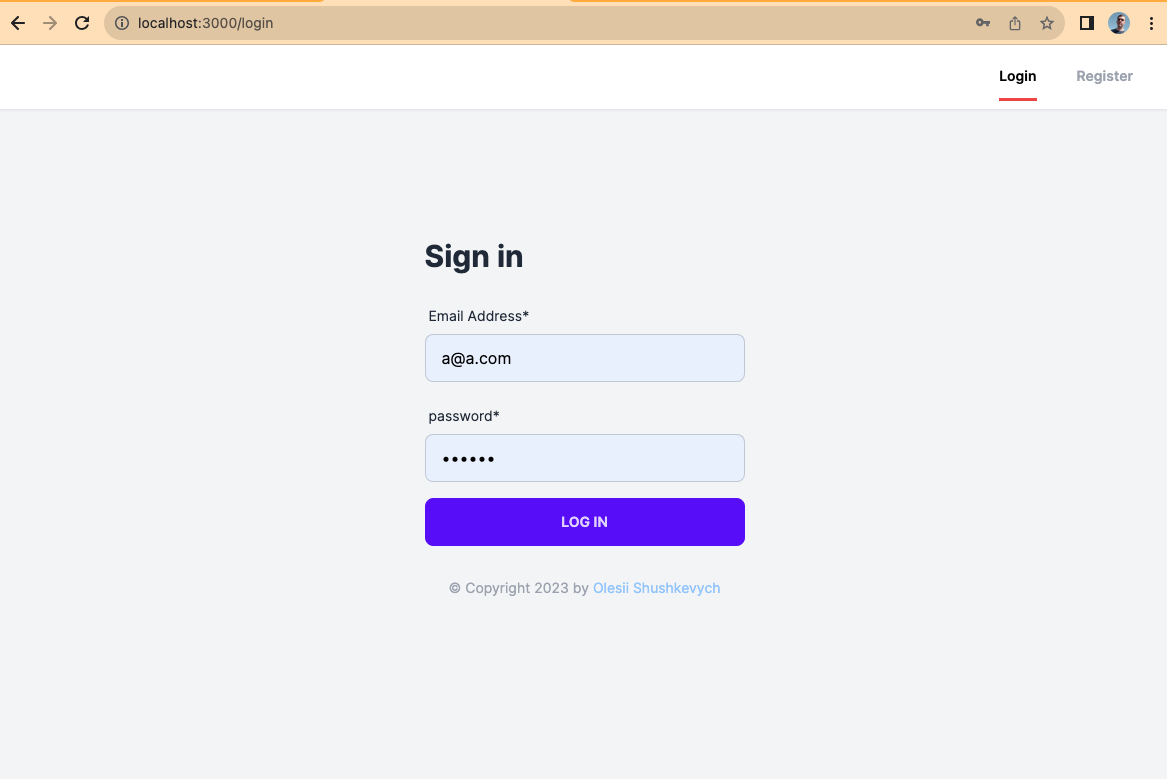 localhost:3000/login
Login Register
Sign in
Email Address*
a@a.com
password*
••••••
LOG IN
© Copyright 2023 by Olesii Shushkevych